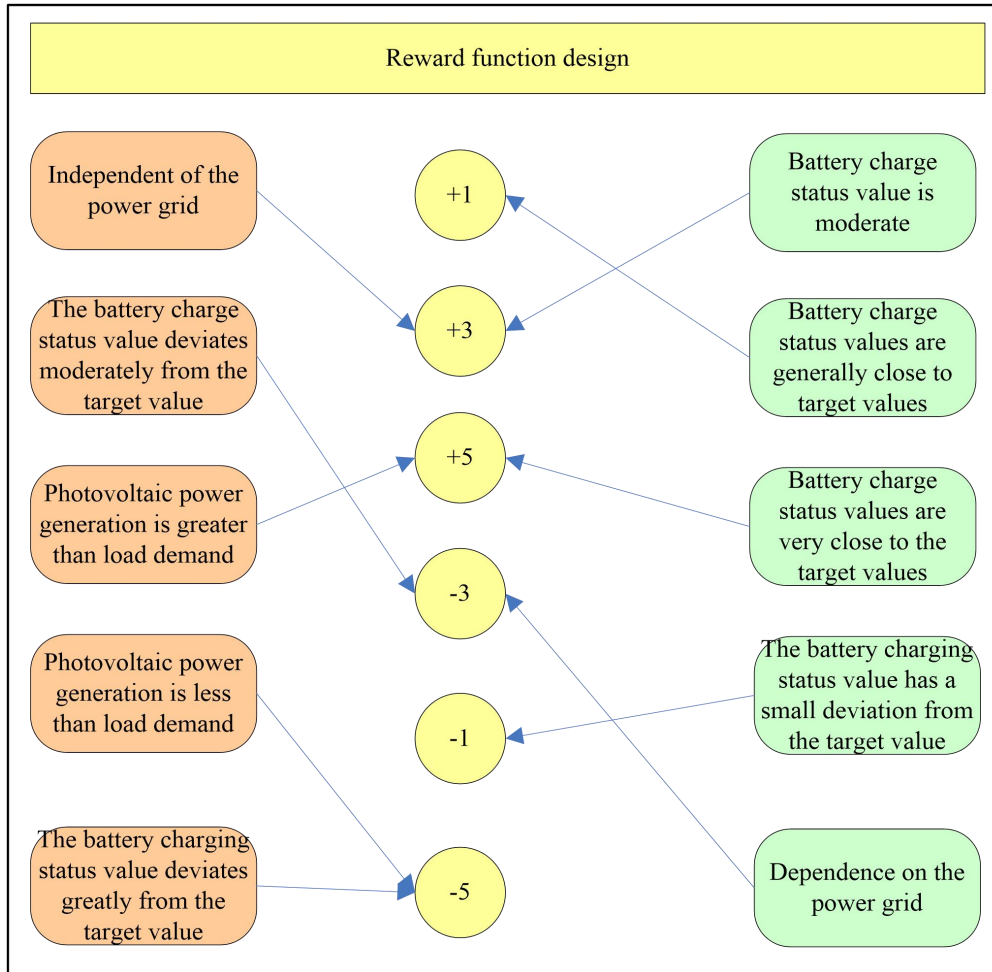 Reward function design
Independent of the
power grid
The battery charge
status value deviates
moderately from the
target value
Photovoltaic power
generation is greater
than load demand
Photovoltaic power
generation is less
than load demand
The battery charging
status value deviates
greatly from the
target value
+1
+3
+5
-3
-1
-5
Battery charge
status value is
moderate
Battery charge
status values are
generally close to
target values
Battery charge
status values are
very close to the
target values
The battery charging
status value has a
small deviation from
the target value
Dependence on the
power grid